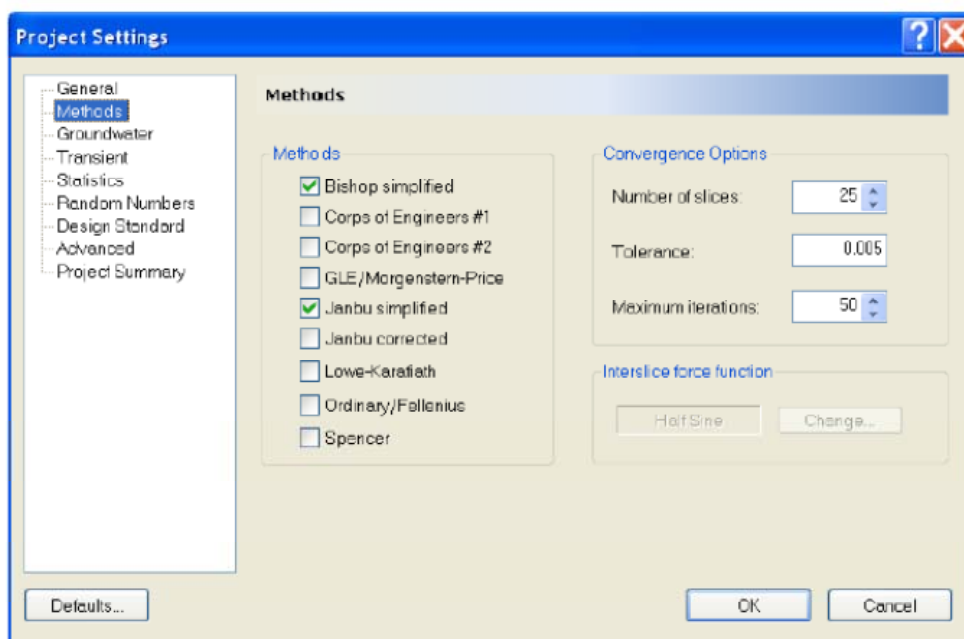 Project Settings
General
Methods
Groundwater
Transient
Statistics
Random Numbers
Design Standard
Advanced
Project Summary
Methods
Methods
Bishop simplified
Corps of Engineers #1
Corps of Engineers #2
GLE/Morgenstern-Price
Janbu simplified
Janbu corrected
Lowe-Karafiath
Ordinary/Fellenius
Spencer
Convergence Options
Number of slices: 25
Tolerance: 0.005
Maximum iterations: 50
Interslice force function
Half Sine Change...
Defaults... OK Cancel